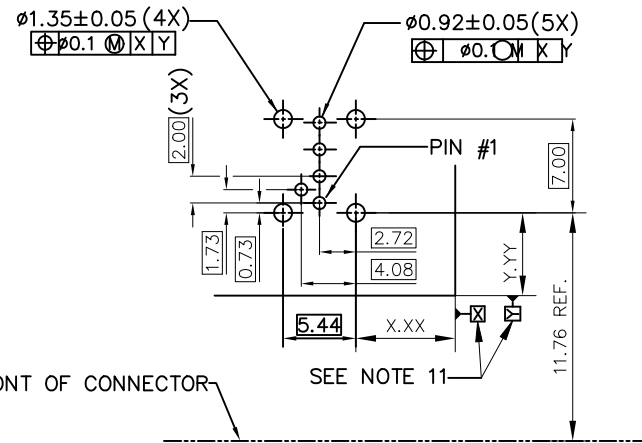 ø1.35±0.05 (4X)
⌖ ø0.1 Ⓜ X Y
ø0.92±0.05 (5X)
⌖ ø0.1 Ⓜ X Y
2.00 (3X)
PIN #1
7.00
1.73
0.73
2.72
4.08
Y.YY
5.44
X.XX
X
Y
11.76 REF.
SEE NOTE 11
ONT OF CONNECTOR